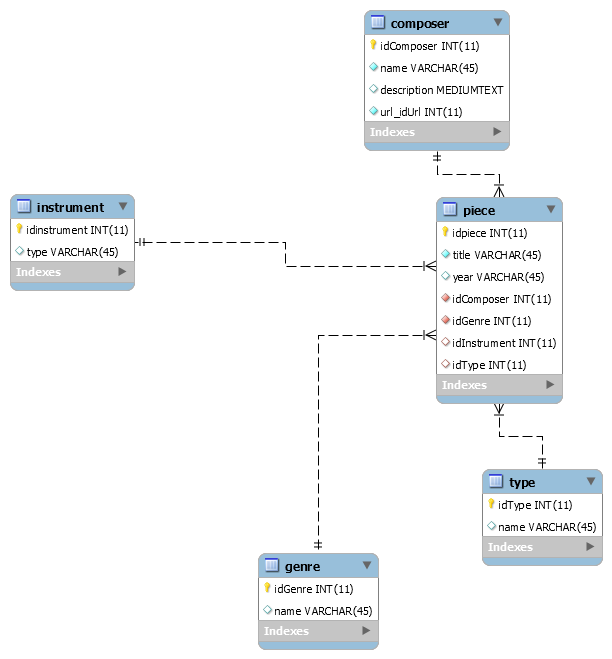 composer
idComposer INT(11)
name VARCHAR(45)
description MEDIUMTEXT
url_idUrl INT(11)
Indexes
instrument
idinstrument INT(11)
type VARCHAR(45)
Indexes
piece
idpiece INT(11)
title VARCHAR(45)
year VARCHAR(45)
idComposer INT(11)
idGenre INT(11)
idInstrument INT(11)
idType INT(11)
Indexes
type
idType INT(11)
name VARCHAR(45)
Indexes
genre
idGenre INT(11)
name VARCHAR(45)
Indexes